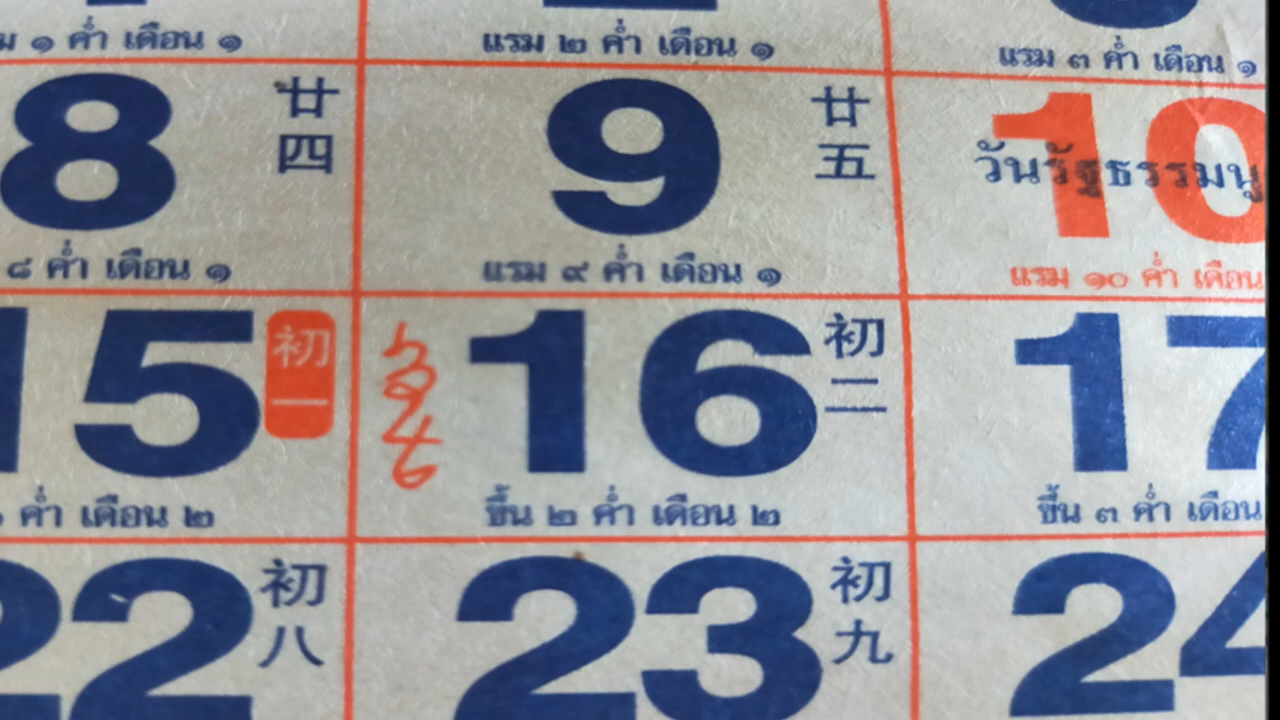 ๑ ค่ำ เดือน ๑
แรม ๒ ค่ำ เดือน ๑
แรม ๓ ค่ำ เดือน ๑
8
廿四
๘ ค่ำ เดือน ๑
9
廿五
แรม ๙ ค่ำ เดือน ๑
10
วันรัฐธรรมนู
แรม ๑๐ ค่ำ เดือน
15
初一
ค่ำ เดือน ๒
16
初二
ขึ้น ๒ ค่ำ เดือน ๒
17
ขึ้น ๓ ค่ำ เดือน
22
初八
23
初九
24